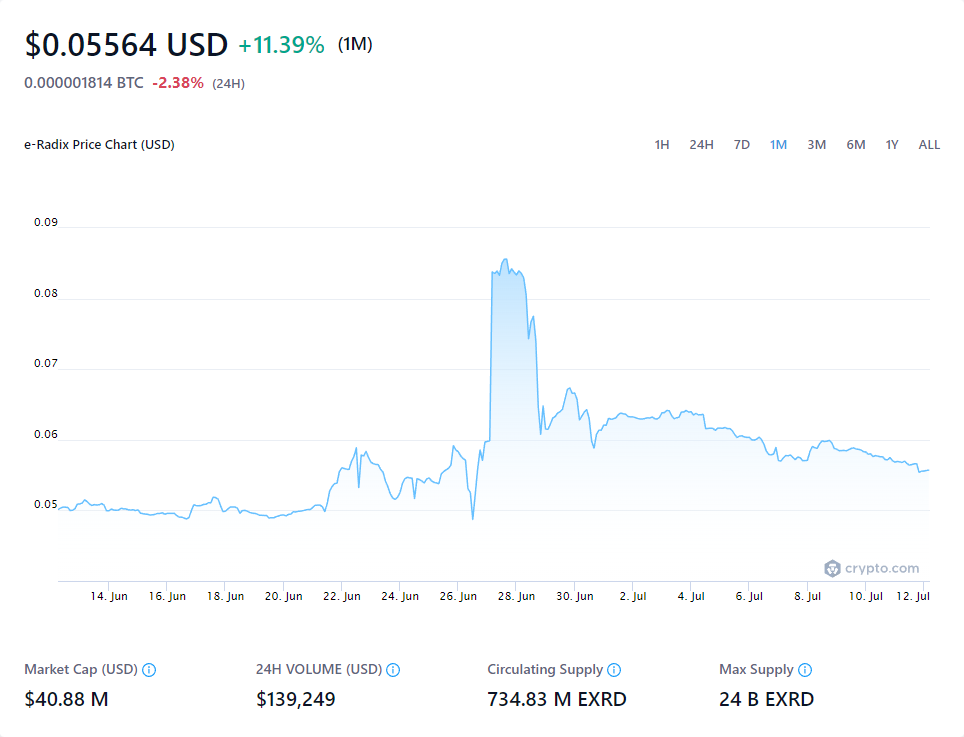 $0.05564 USD +11.39% (1M)
0.000001814 BTC -2.38% (24H)
e-Radix Price Chart (USD) 1H 24H 7D 1M 3M 6M 1Y ALL
0.09
0.08
0.07
0.06
0.05
crypto.com
14. Jun 16. Jun 18. Jun 20. Jun 22. Jun 24. Jun 26. Jun 28. Jun 30. Jun 2. Jul 4. Jul 6. Jul 8. Jul 10. Jul 12. Jul
Market Cap (USD) 24H VOLUME (USD) Circulating Supply Max Supply
$40.88 M $139,249 734.83 M EXRD 24 B EXRD